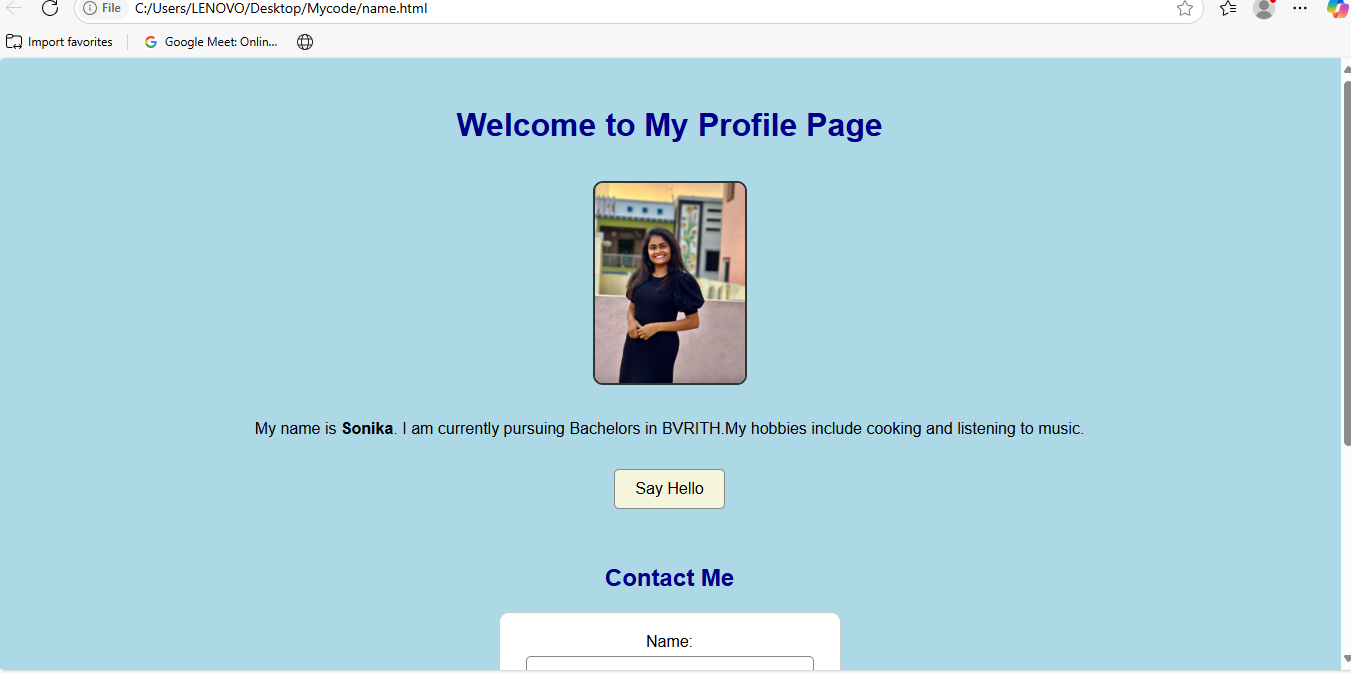 File C:/Users/LENOVO/Desktop/Mycode/name.html
Import favorites Google Meet: Onlin...
Welcome to My Profile Page
My name is Sonika. I am currently pursuing Bachelors in BVRITH.My hobbies include cooking and listening to music.
Say Hello
Contact Me
Name: